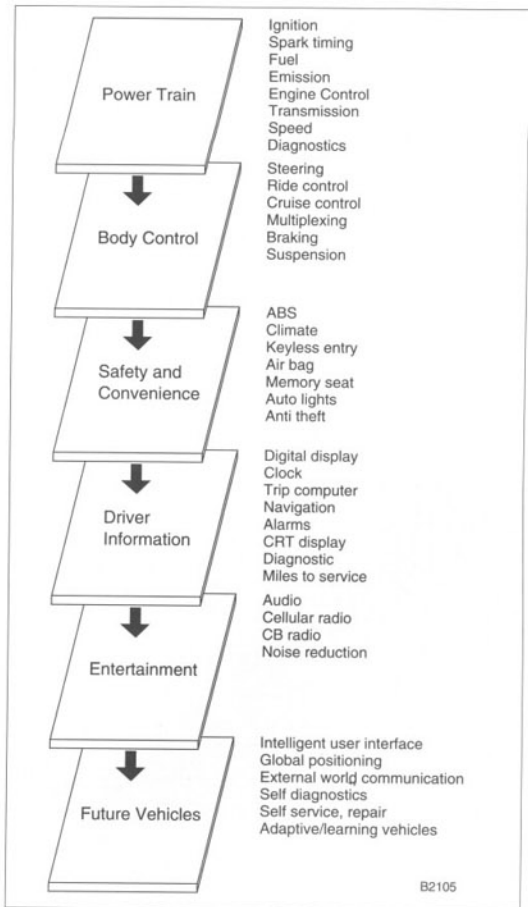 Power Train
Ignition
Spark timing
Fuel
Emission
Engine Control
Transmission
Speed
Diagnostics
Body Control
Steering
Ride control
Cruise control
Multiplexing
Braking
Suspension
Safety and
Convenience
ABS
Climate
Keyless entry
Air bag
Memory seat
Auto lights
Anti theft
Driver
Information
Digital display
Clock
Trip computer
Navigation
Alarms
CRT display
Diagnostic
Miles to service
Entertainment
Audio
Cellular radio
CB radio
Noise reduction
Future Vehicles
Intelligent user interface
Global positioning
External world communication
Self diagnostics
Self service, repair
Adaptive/learning vehicles
B2105